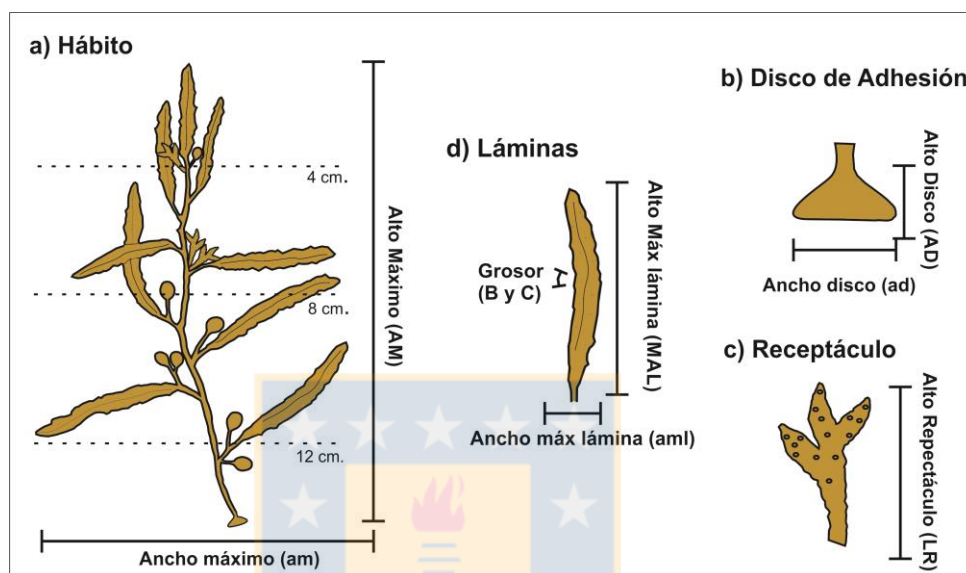 a) Hábito
4 cm.
8 cm.
12 cm.
Alto Máximo (AM)
Ancho máximo (am)
d) Láminas
Grosor
(B y C)
Alto Máx lámina (MAL)
Ancho máx lámina (aml)
b) Disco de Adhesión
Alto Disco (AD)
Ancho disco (ad)
c) Receptáculo
Alto Repectáculo (LR)